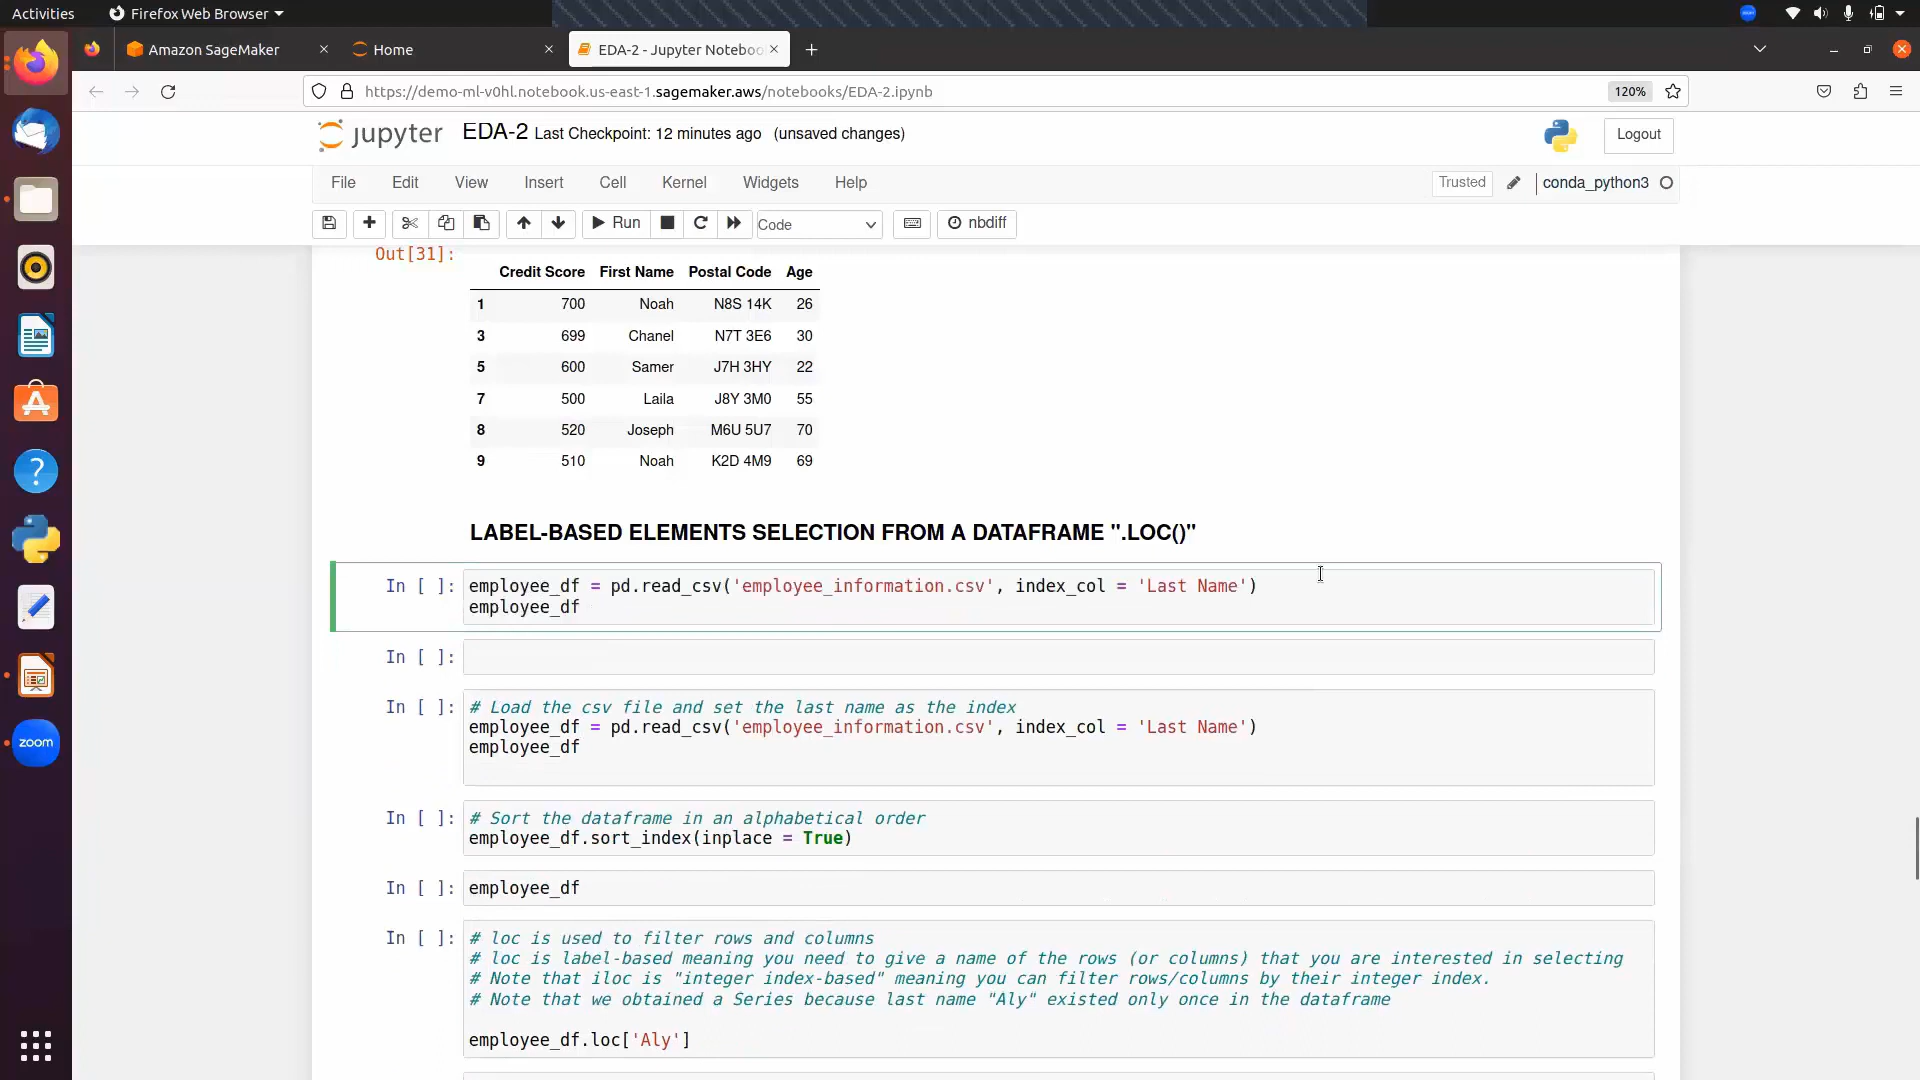 Activities
Firefox Web Browser
Amazon SageMaker
Home
EDA-2 - Jupyter Noteboo
https://demo-ml-v0hl.notebook.us-east-1.sagemaker.aws/notebooks/EDA-2.ipynb
120%
jupyter
EDA-2 Last Checkpoint: 12 minutes ago (unsaved changes)
Logout
File Edit View Insert Cell Kernel Widgets Help
Trusted
conda_python3
Run
Code
nbdiff
Out[31]:
Credit Score First Name Postal Code Age
1 700 Noah N8S 14K 26
3 699 Chanel N7T 3E6 30
5 600 Samer J7H 3HY 22
7 500 Laila J8Y 3M0 55
8 520 Joseph M6U 5U7 70
9 510 Noah K2D 4M9 69
LABEL-BASED ELEMENTS SELECTION FROM A DATAFRAME ".LOC()"
In [ ]: employee_df = pd.read_csv('employee_information.csv', index_col = 'Last Name')
employee_df
In [ ]:
In [ ]: # Load the csv file and set the last name as the index
employee_df = pd.read_csv('employee_information.csv', index_col = 'Last Name')
employee_df
In [ ]: # Sort the dataframe in an alphabetical order
employee_df.sort_index(inplace = True)
In [ ]: employee_df
In [ ]: # loc is used to filter rows and columns
# loc is label-based meaning you need to give a name of the rows (or columns) that you are interested in selecting
# Note that iloc is "integer index-based" meaning you can filter rows/columns by their integer index.
# Note that we obtained a Series because last name "Aly" existed only once in the dataframe
employee_df.loc['Aly']
zoom